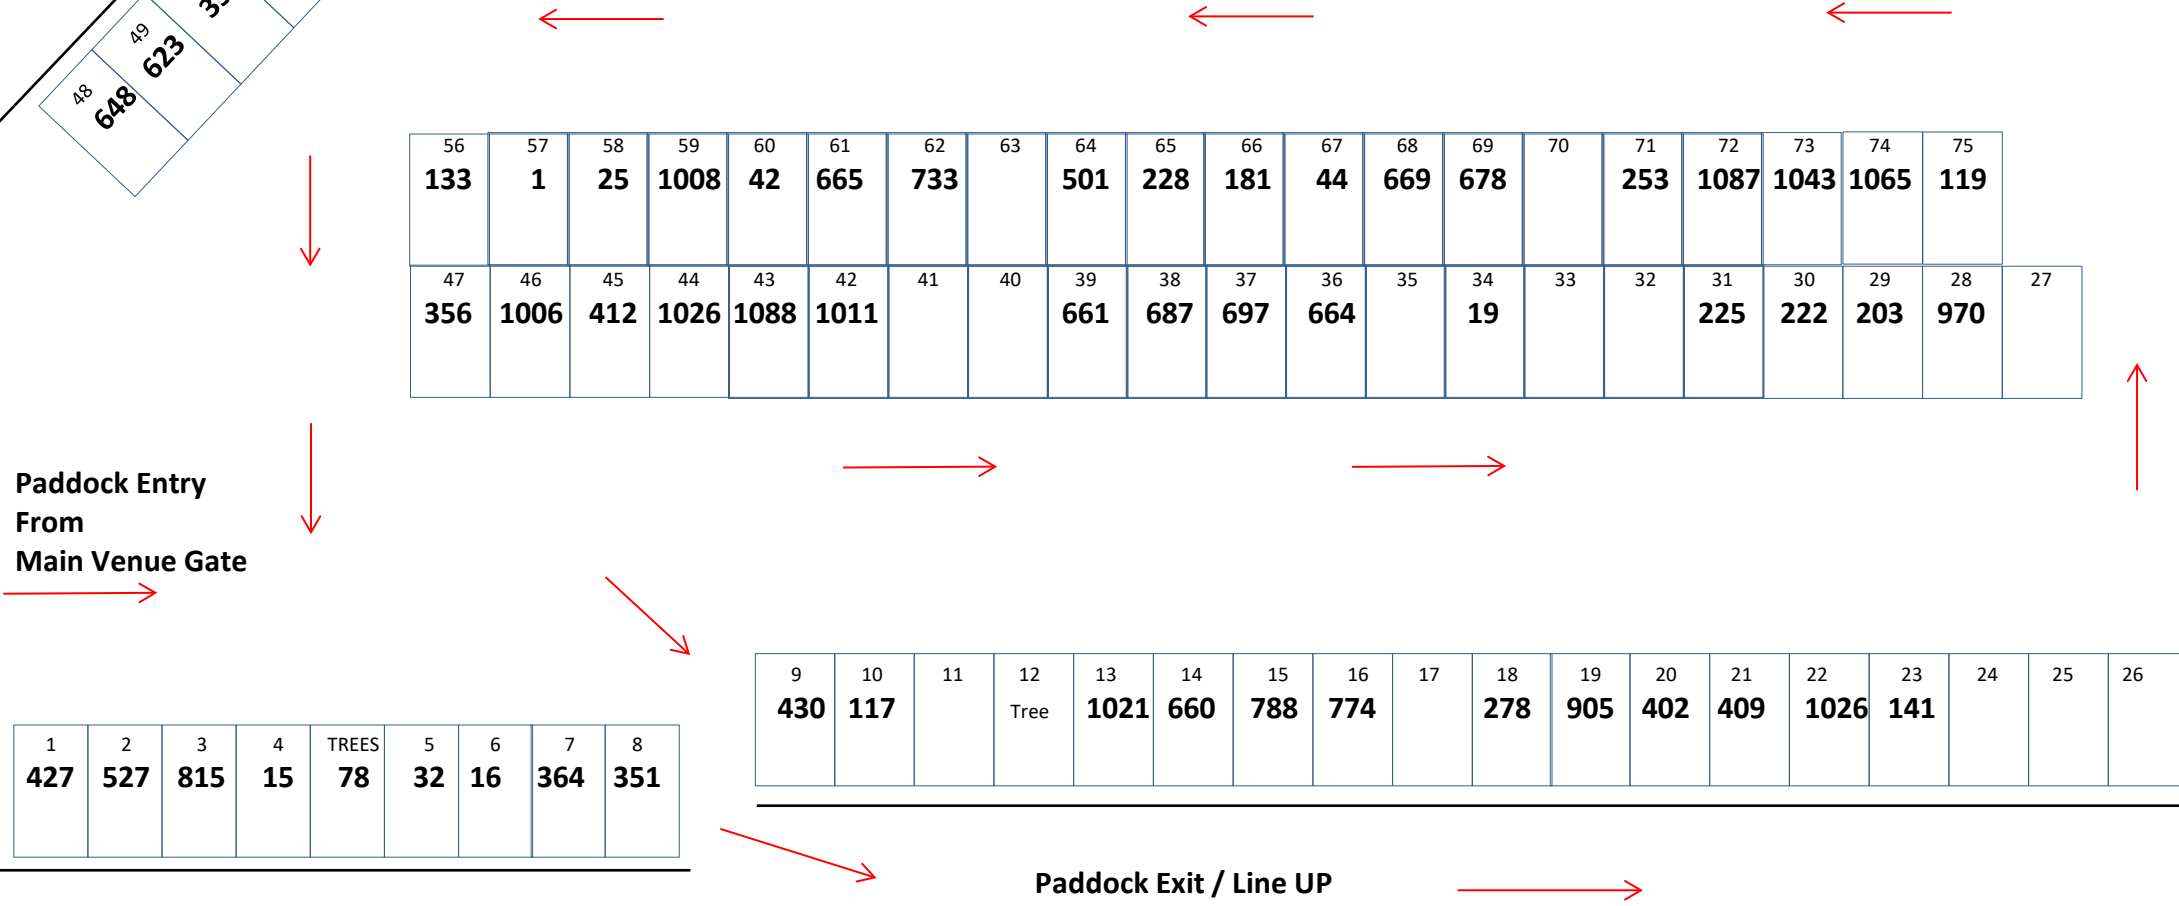 49
623
48
648
56 57 58 59 60 61 62 63 64 65 66 67 68 69 70 71 72 73 74 75
133 1 25 1008 42 665 733 501 228 181 44 669 678 253 1087 1043 1065 119
47 46 45 44 43 42 41 40 39 38 37 36 35 34 33 32 31 30 29 28 27
356 1006 412 1026 1088 1011 661 687 697 664 19 225 222 203 970
Paddock Entry
From
Main Venue Gate
9 10 11 12 13 14 15 16 17 18 19 20 21 22 23 24 25 26
430 117 Tree 1021 660 788 774 278 905 402 409 1026 141
1 2 3 4 TREES 5 6 7 8
427 527 815 15 78 32 16 364 351
Paddock Exit / Line UP